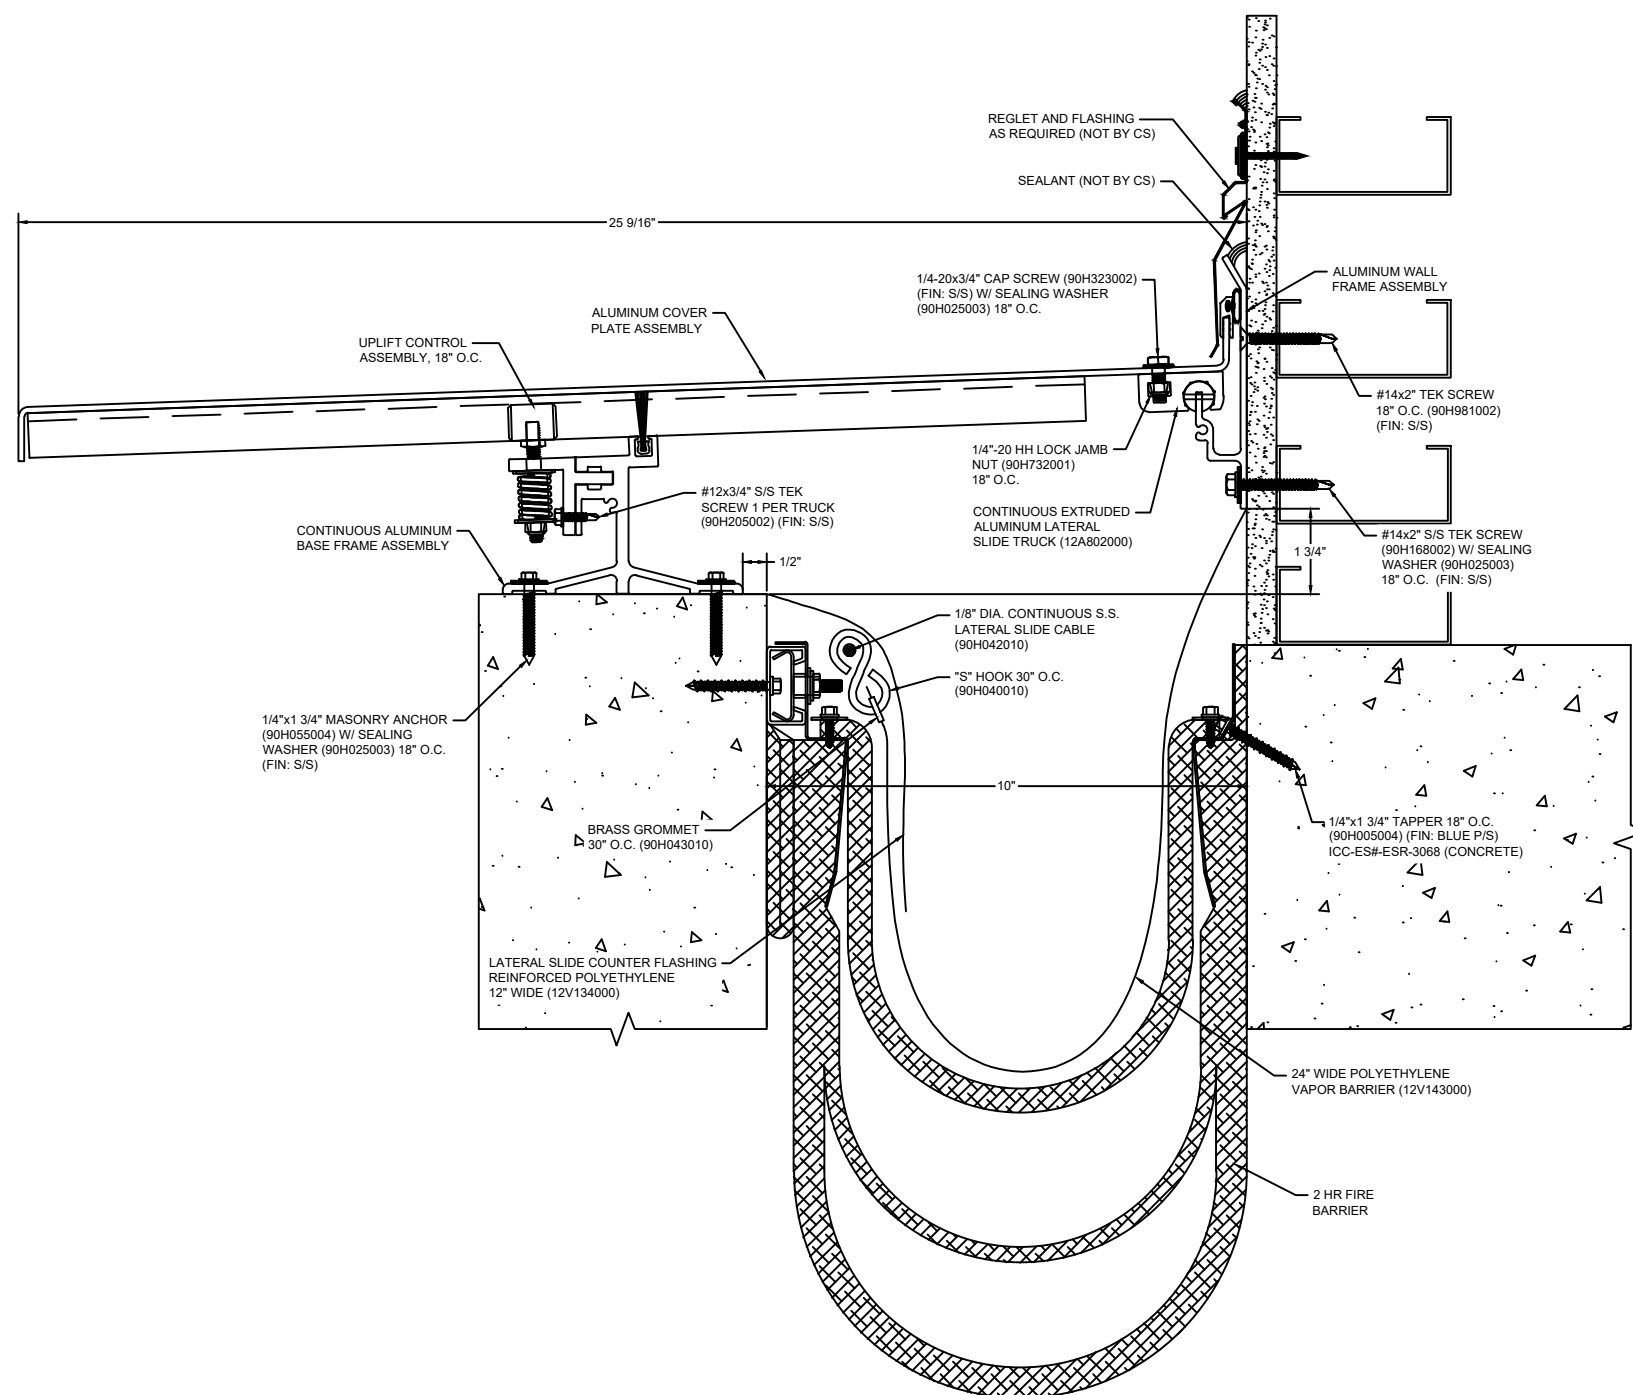 REGLET AND FLASHING
AS REQUIRED (NOT BY CS)
SEALANT (NOT BY CS)
25 9/16"
1/4-20x3/4" CAP SCREW (90H323002)
(FIN: S/S) W/ SEALING WASHER
(90H025003) 18" O.C.
ALUMINUM WALL
FRAME ASSEMBLY
ALUMINUM COVER
PLATE ASSEMBLY
UPLIFT CONTROL
ASSEMBLY, 18" O.C.
#14x2" TEK SCREW
18" O.C. (90H981002)
(FIN: S/S)
1/4"-20 HH LOCK JAMB
NUT (90H732001)
18" O.C.
#12x3/4" S/S TEK
SCREW 1 PER TRUCK
(90H205002) (FIN: S/S)
CONTINUOUS EXTRUDED
ALUMINUM LATERAL
SLIDE TRUCK (12A802000)
CONTINUOUS ALUMINUM
BASE FRAME ASSEMBLY
#14x2" S/S TEK SCREW
(90H168002) W/ SEALING
WASHER (90H025003)
18" O.C. (FIN: S/S)
1 3/4"
1/2"
1/8" DIA. CONTINUOUS S.S.
LATERAL SLIDE CABLE
(90H042010)
"S" HOOK 30" O.C.
(90H040010)
1/4"x1 3/4" MASONRY ANCHOR
(90H055004) W/ SEALING
WASHER (90H025003) 18" O.C.
(FIN: S/S)
10"
BRASS GROMMET
30" O.C. (90H043010)
1/4"x1 3/4" TAPPER 18" O.C.
(90H005004) (FIN: BLUE P/S)
ICC-ES#-ESR-3068 (CONCRETE)
LATERAL SLIDE COUNTER FLASHING
REINFORCED POLYETHYLENE
12" WIDE (12V134000)
24" WIDE POLYETHYLENE
VAPOR BARRIER (12V143000)
2 HR FIRE
BARRIER